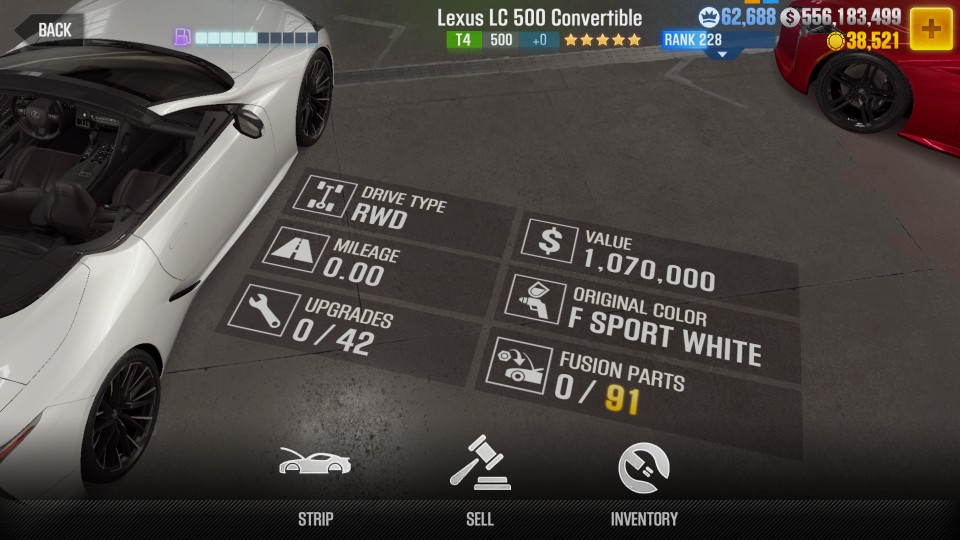 BACK
Lexus LC 500 Convertible
T4 500 +0
62,688
556,183,499
RANK 228
38,521
DRIVE TYPE
RWD
MILEAGE
0.00
UPGRADES
0 / 42
VALUE
1,070,000
ORIGINAL COLOR
F SPORT WHITE
FUSION PARTS
0 / 91
STRIP
SELL
INVENTORY